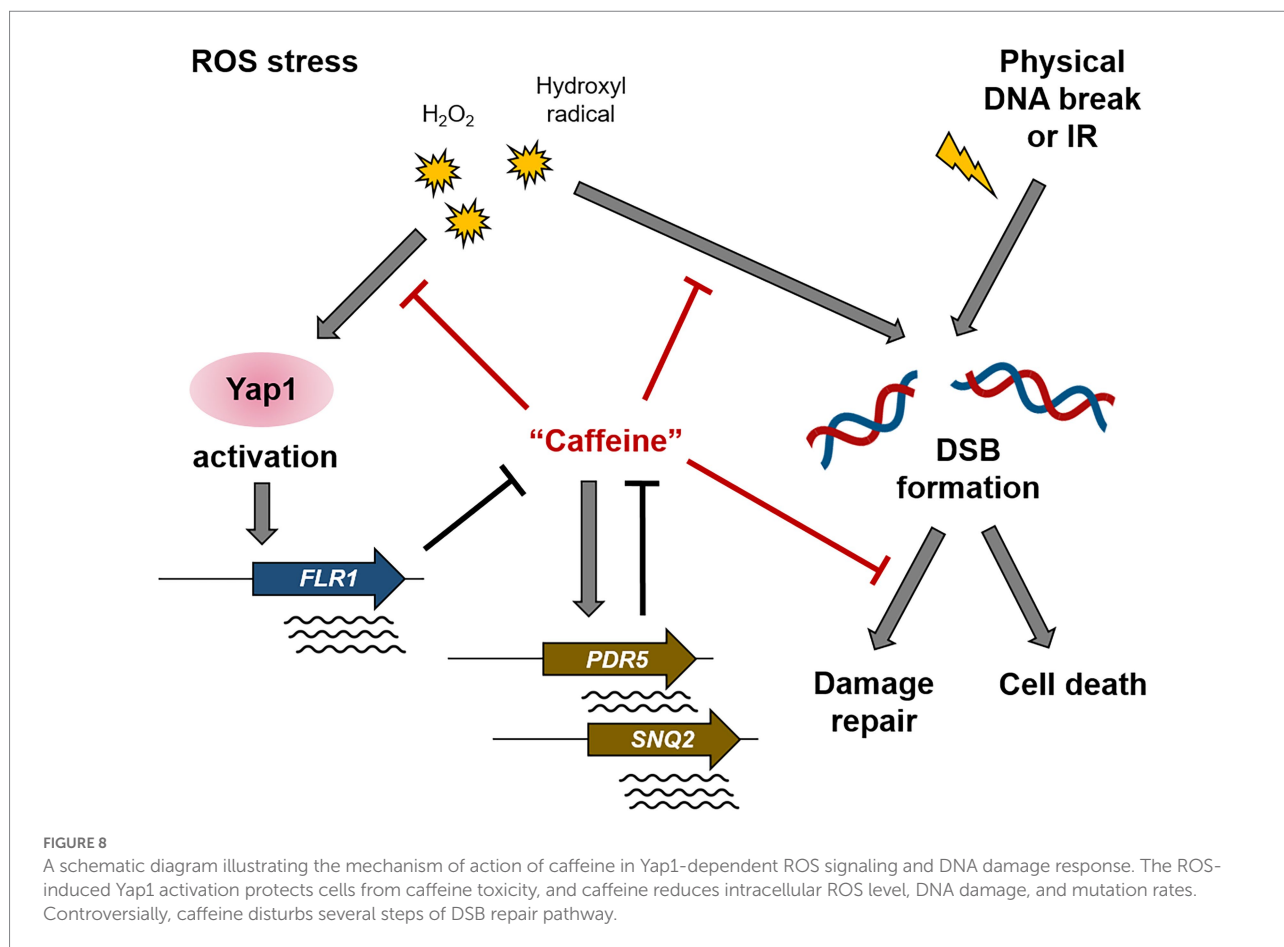 ROS stress
H₂O₂
Hydroxyl
radical
Physical
DNA break
or IR
Yap1
activation
“Caffeine”
DSB
formation
FLR1
PDR5
SNQ2
Damage
repair
Cell death
FIGURE 8
A schematic diagram illustrating the mechanism of action of caffeine in Yap1-dependent ROS signaling and DNA damage response. The ROS-
induced Yap1 activation protects cells from caffeine toxicity, and caffeine reduces intracellular ROS level, DNA damage, and mutation rates.
Controversially, caffeine disturbs several steps of DSB repair pathway.